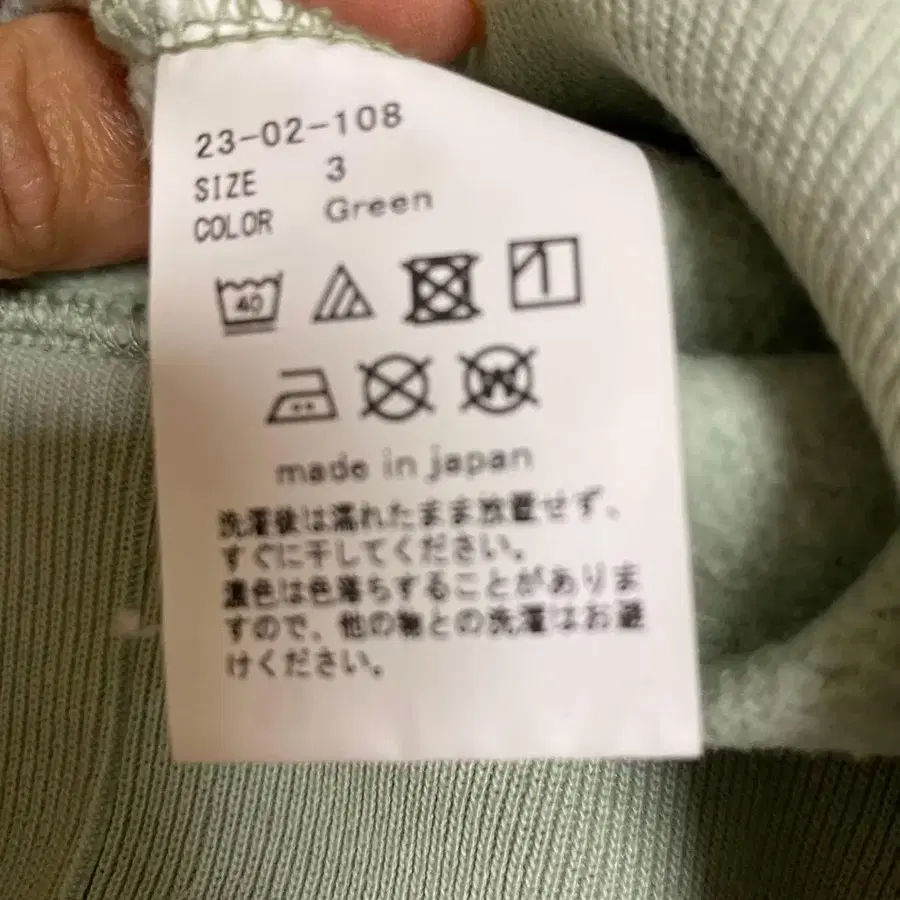 23-02-108
SIZE 3
COLOR Green
40
W
made in japan
洗濯後は濡れたまま放置せず、
すぐに干してください。
濃色は色落ちすることがありま
すので、他の物との洗濯はお避
けください。